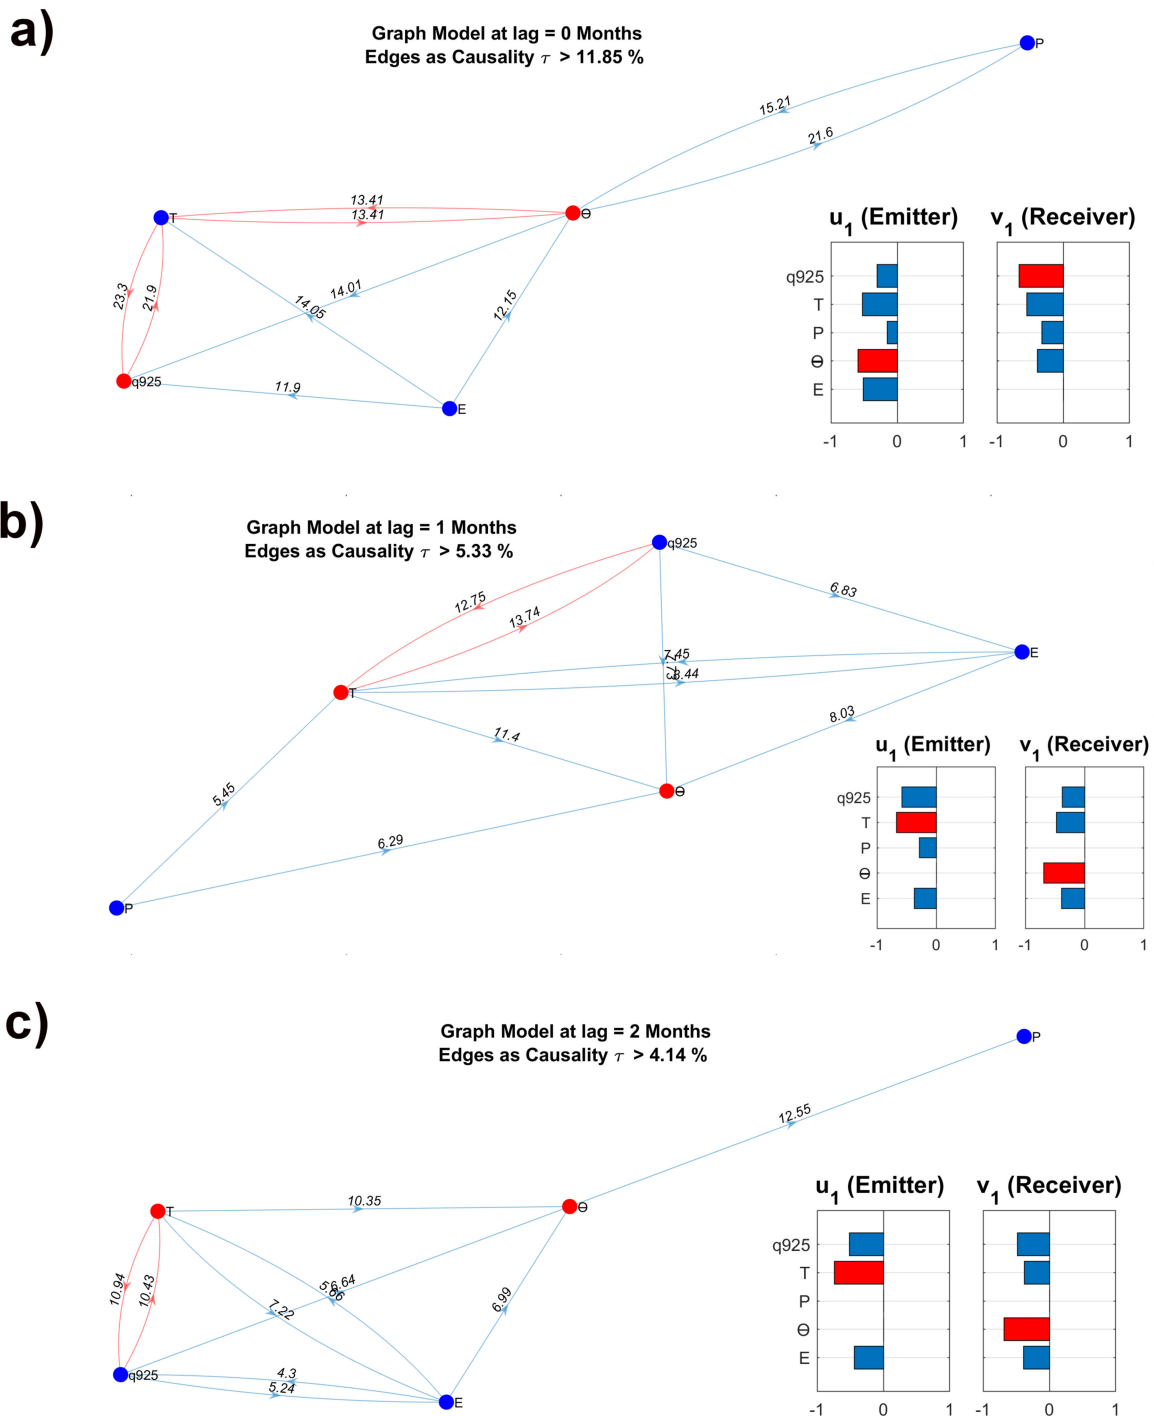 a)
Graph Model at lag = 0 Months
Edges as Causality τ > 11.85 %
P
15.21
21.6
T
13.41
13.41
Θ
23.3
21.9
14.01
14.05
12.15
q925
11.9
E
u1 (Emitter)
v1 (Receiver)
q925
T
P
Θ
E
-1 0 1
-1 0 1
b)
Graph Model at lag = 1 Months
Edges as Causality τ > 5.33 %
q925
12.75
13.74
6.83
E
7.45
8.44
T
11.4
8.03
Θ
5.45
6.29
P
u1 (Emitter)
v1 (Receiver)
q925
T
P
Θ
E
-1 0 1
-1 0 1
c)
Graph Model at lag = 2 Months
Edges as Causality τ > 4.14 %
P
12.55
T
10.35
Θ
10.94
10.43
7.22
6.99
q925
4.3
5.24
E
u1 (Emitter)
v1 (Receiver)
q925
T
P
Θ
E
-1 0 1
-1 0 1